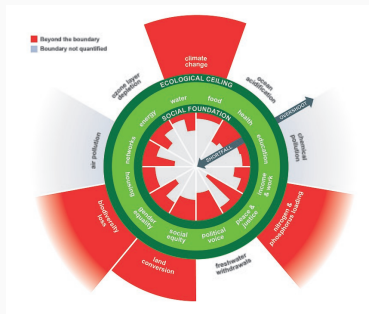 Beyond the boundary
Boundary not quantified
climate
change
ozone layer
depletion
ocean
acidification
ECOLOGICAL CEILING
OVERSHOOT
water
food
energy
health
SOCIAL FOUNDATION
SHORTFALL
air pollution
chemical
pollution
networks
education
housing
income
& work
gender
equality
peace &
justice
social
equity
political
voice
biodiversity
loss
nitrogen &
phosphorus loading
land
conversion
freshwater
withdrawals